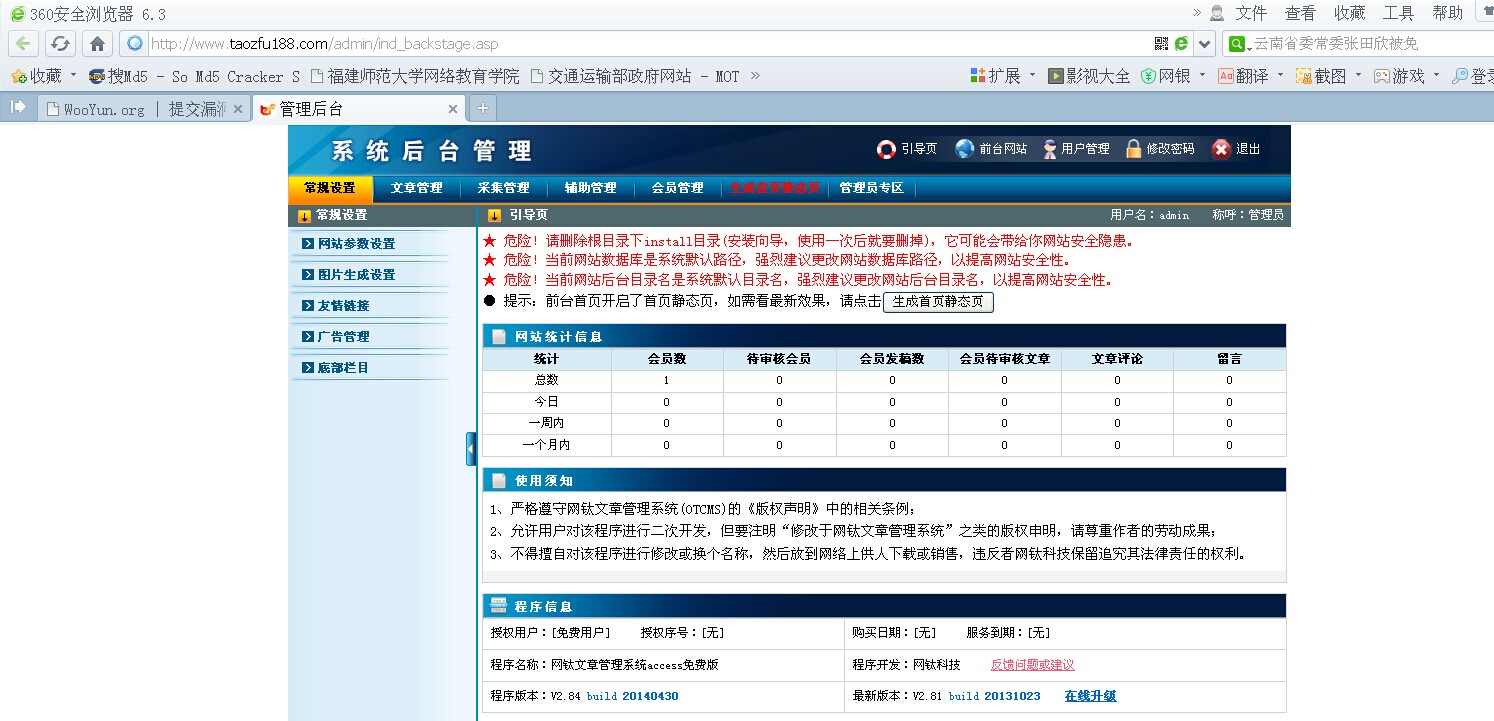 360安全浏览器 6.3
» 文件 查看 收藏 工具 帮助
http://www.taozfu188.com/admin/ind_backstage.asp
云南省委常委张田欣被免
收藏 搜Md5 - So Md5 Cracker S 福建师范大学网络教育学院 交通运输部政府网站 - MOT »
扩展 影视大全 网银 翻译 截图 游戏 登录
WooYun.org | 提交漏洞 管理后台
系统后台管理
引导页 前台网站 用户管理 修改密码 退出
常规设置 文章管理 采集管理 辅助管理 会员管理 生成首页静态页 管理员专区
常规设置 引导页 用户名：admin 称呼：管理员
网站参数设置
图片生成设置
友情链接
广告管理
底部栏目
★ 危险！请删除根目录下install目录(安装向导，使用一次后就要删掉)，它可能会带给你网站安全隐患。
★ 危险！当前网站数据库是系统默认路径，强烈建议更改网站数据库路径，以提高网站安全性。
★ 危险！当前网站后台目录名是系统默认目录名，强烈建议更改网站后台目录名，以提高网站安全性。
● 提示：前台首页开启了首页静态页，如需看最新效果，请点击 生成首页静态页
网站统计信息
统计 会员数 待审核会员 会员发稿数 会员待审核文章 文章评论 留言
总数 1 0 0 0 0 0
今日 0 0 0 0 0 0
一周内 0 0 0 0 0 0
一个月内 0 0 0 0 0 0
使用须知
1、严格遵守网钛文章管理系统(OTCMS)的《版权声明》中的相关条例；
2、允许用户对该程序进行二次开发，但要注明“修改于网钛文章管理系统”之类的版权申明，请尊重作者的劳动成果；
3、不得擅自对该程序进行修改或换个名称，然后放到网络上供人下载或销售，违反者网钛科技保留追究其法律责任的权利。
程序信息
授权用户：[免费用户] 授权序号：[无] 购买日期：[无] 服务到期：[无]
程序名称：网钛文章管理系统access免费版 程序开发：网钛科技 反馈问题或建议
程序版本：V2.84 build 20140430 最新版本：V2.81 build 20131023 在线升级